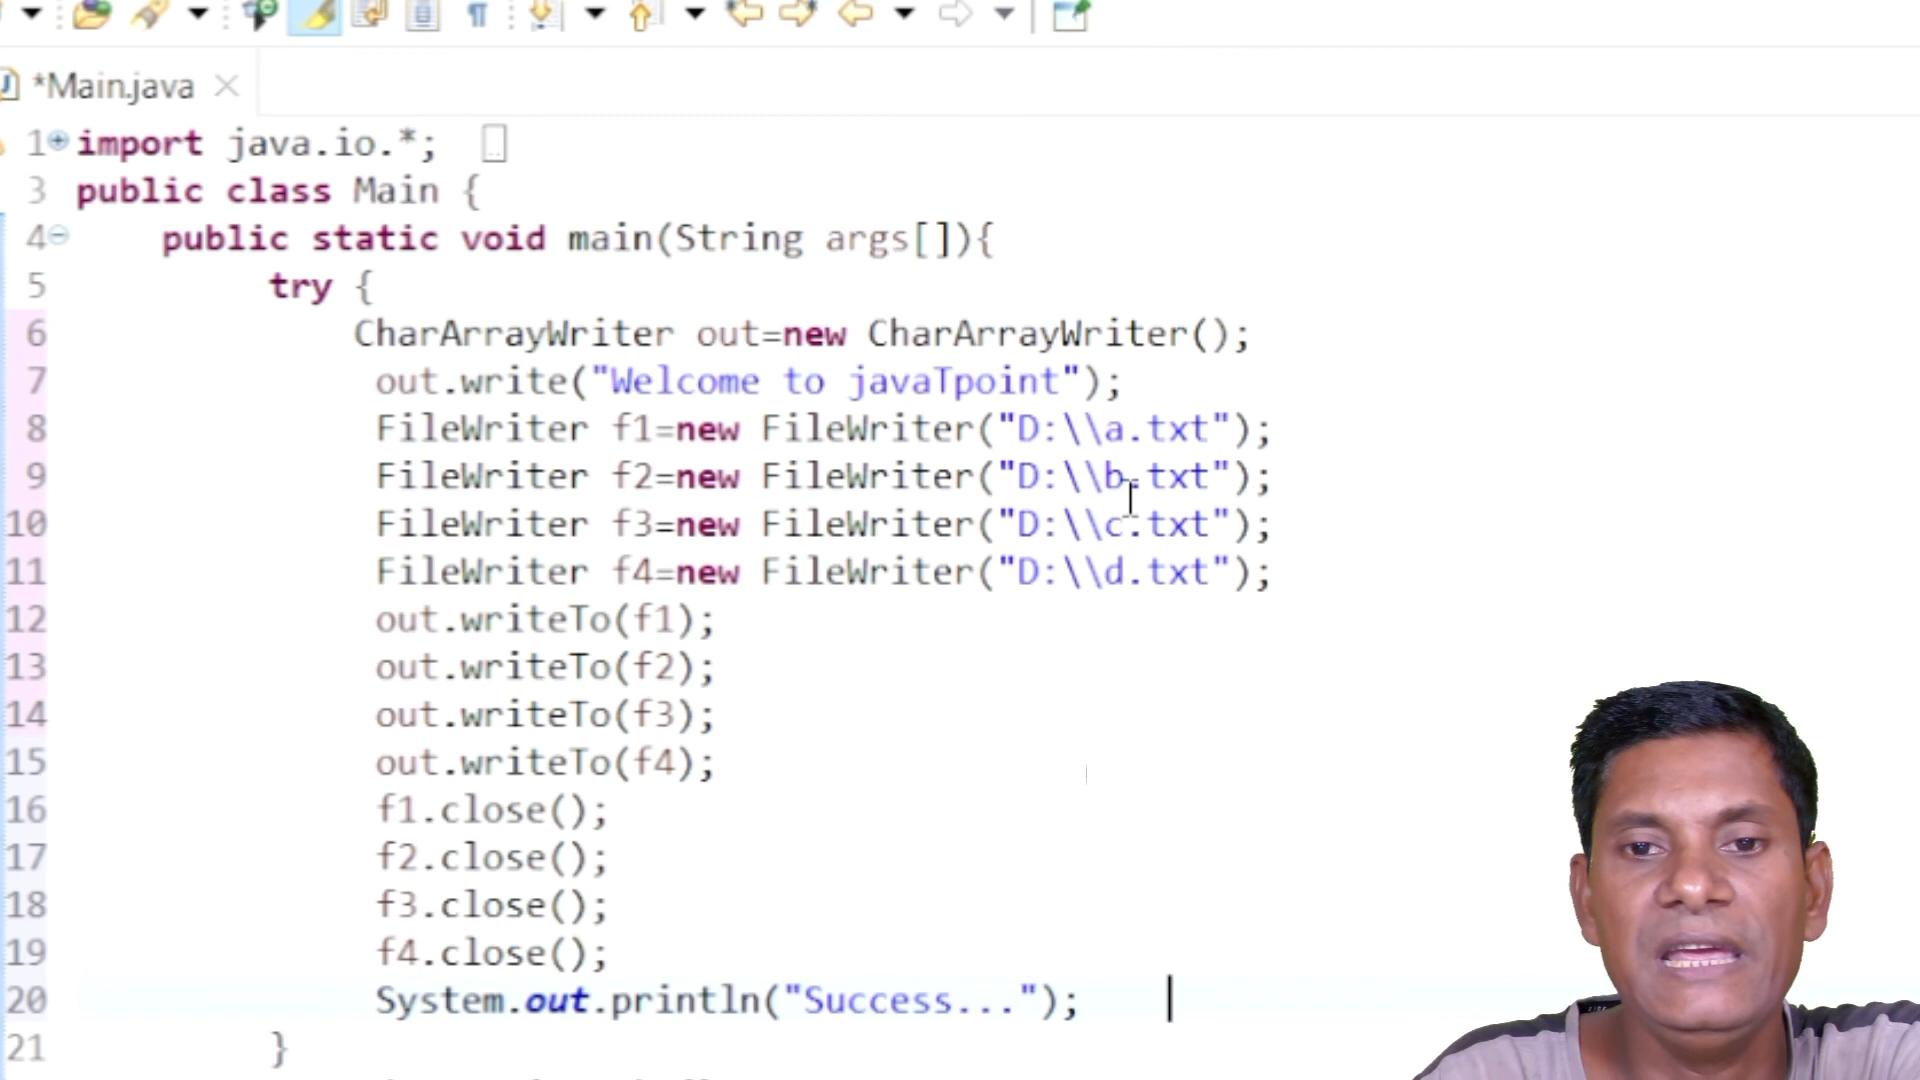 *Main.java
1 import java.io.*;
3 public class Main {
4 public static void main(String args[]){
5 try {
6 CharArrayWriter out=new CharArrayWriter();
7 out.write("Welcome to javaTpoint");
8 FileWriter f1=new FileWriter("D:\\a.txt");
9 FileWriter f2=new FileWriter("D:\\b.txt");
10 FileWriter f3=new FileWriter("D:\\c.txt");
11 FileWriter f4=new FileWriter("D:\\d.txt");
12 out.writeTo(f1);
13 out.writeTo(f2);
14 out.writeTo(f3);
15 out.writeTo(f4);
16 f1.close();
17 f2.close();
18 f3.close();
19 f4.close();
20 System.out.println("Success...");
21 }